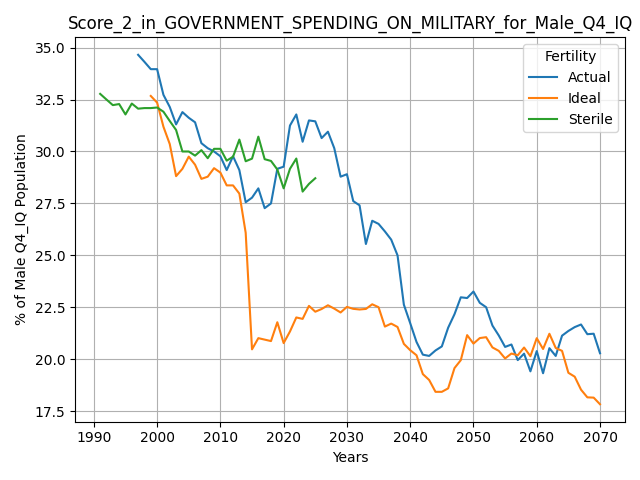 Score_2_in_GOVERNMENT_SPENDING_ON_MILITARY_for_Male_Q4_IQ
Fertility
Actual
Ideal
Sterile
% of Male Q4_IQ Population
35.0
32.5
30.0
27.5
25.0
22.5
20.0
17.5
1990 2000 2010 2020 2030 2040 2050 2060 2070
Years